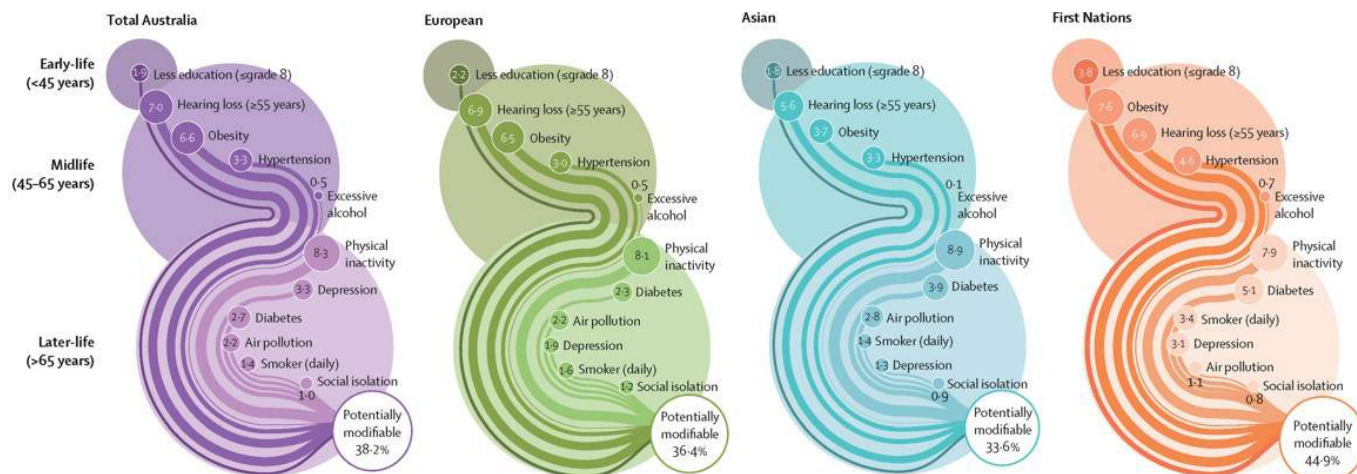 Total Australia
European
Asian
First Nations
Early-life
(<45 years)
Midlife
(45–65 years)
Later-life
(>65 years)
1·9
Less education (≤grade 8)
7·0
Hearing loss (≥55 years)
6·6
Obesity
3·3
Hypertension
0·5
Excessive
alcohol
8·3
Physical
inactivity
3·3
Depression
2·7
Diabetes
2·2
Air pollution
1·4
Smoker (daily)
Social isolation
1·0
Potentially
modifiable
38·2%
2·2
Less education (≤grade 8)
6·9
Hearing loss (≥55 years)
6·5
Obesity
3·0
Hypertension
0·5
Excessive
alcohol
8·1
Physical
inactivity
2·3
Diabetes
2·2
Air pollution
1·9
Depression
1·6
Smoker (daily)
1·2
Social isolation
Potentially
modifiable
36·4%
1·8
Less education (≤grade 8)
5·6
Hearing loss (≥55 years)
3·7
Obesity
3·3
Hypertension
0·1
Excessive
alcohol
8·9
Physical
inactivity
3·9
Diabetes
2·8
Air pollution
1·4
Smoker (daily)
1·3
Depression
Social isolation
0·9
Potentially
modifiable
33·6%
3·8
Less education (≤grade 8)
7·6
Obesity
6·9
Hearing loss (≥55 years)
4·6
Hypertension
0·7
Excessive
alcohol
7·9
Physical
inactivity
5·1
Diabetes
3·4
Smoker (daily)
3·1
Depression
Air pollution
1·1
Social isolation
0·8
Potentially
modifiable
44·9%